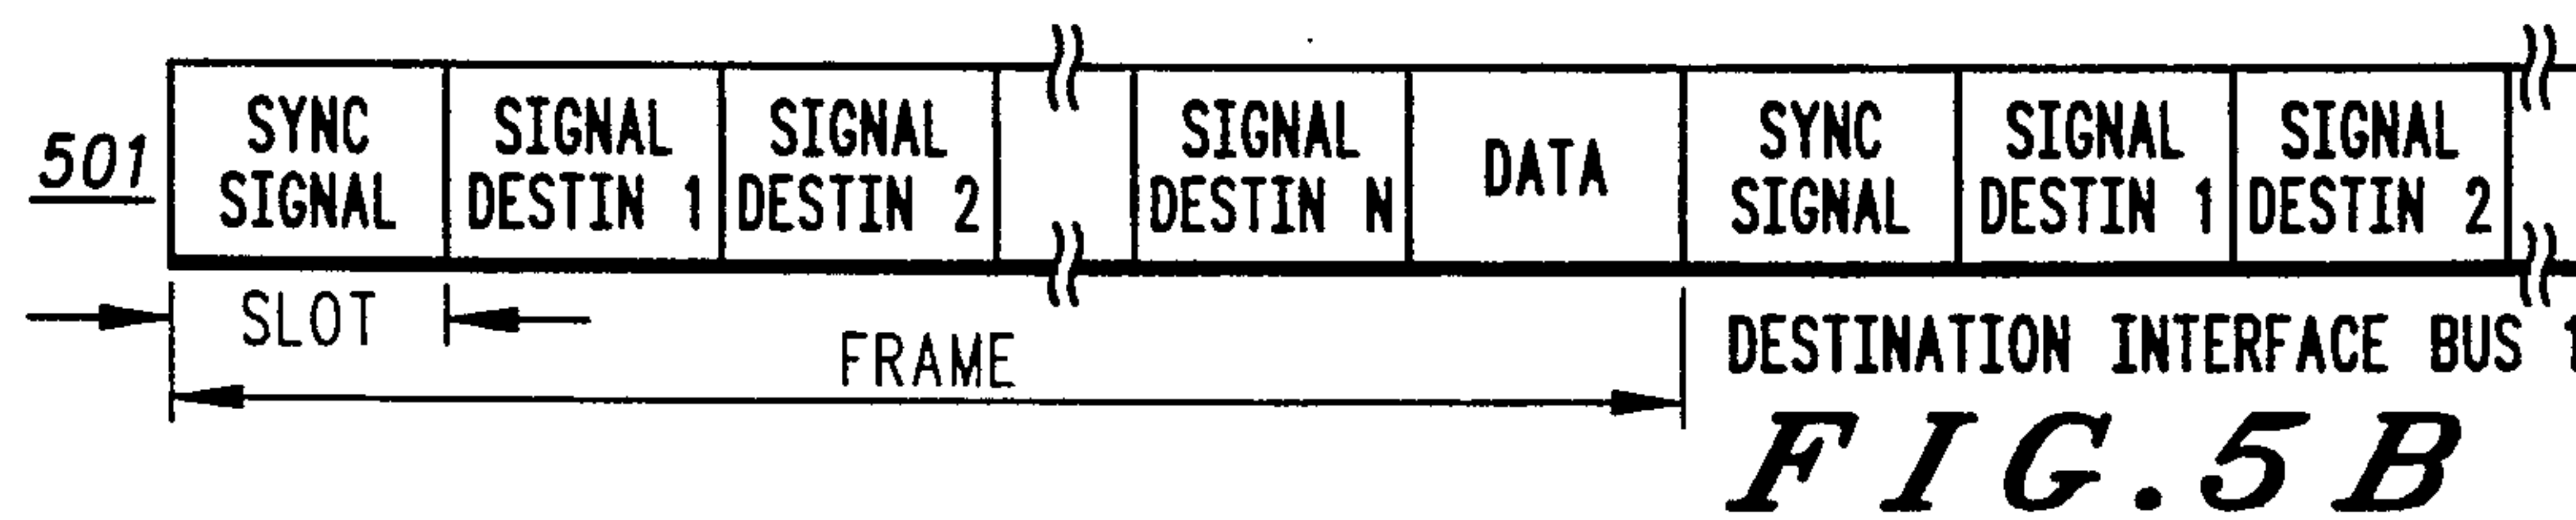 501
SYNC SIGNAL
SIGNAL DESTIN 1
SIGNAL DESTIN 2
SIGNAL DESTIN N
DATA
SYNC SIGNAL
SIGNAL DESTIN 1
SIGNAL DESTIN 2
SLOT
FRAME
DESTINATION INTERFACE BUS 1
FIG.5B